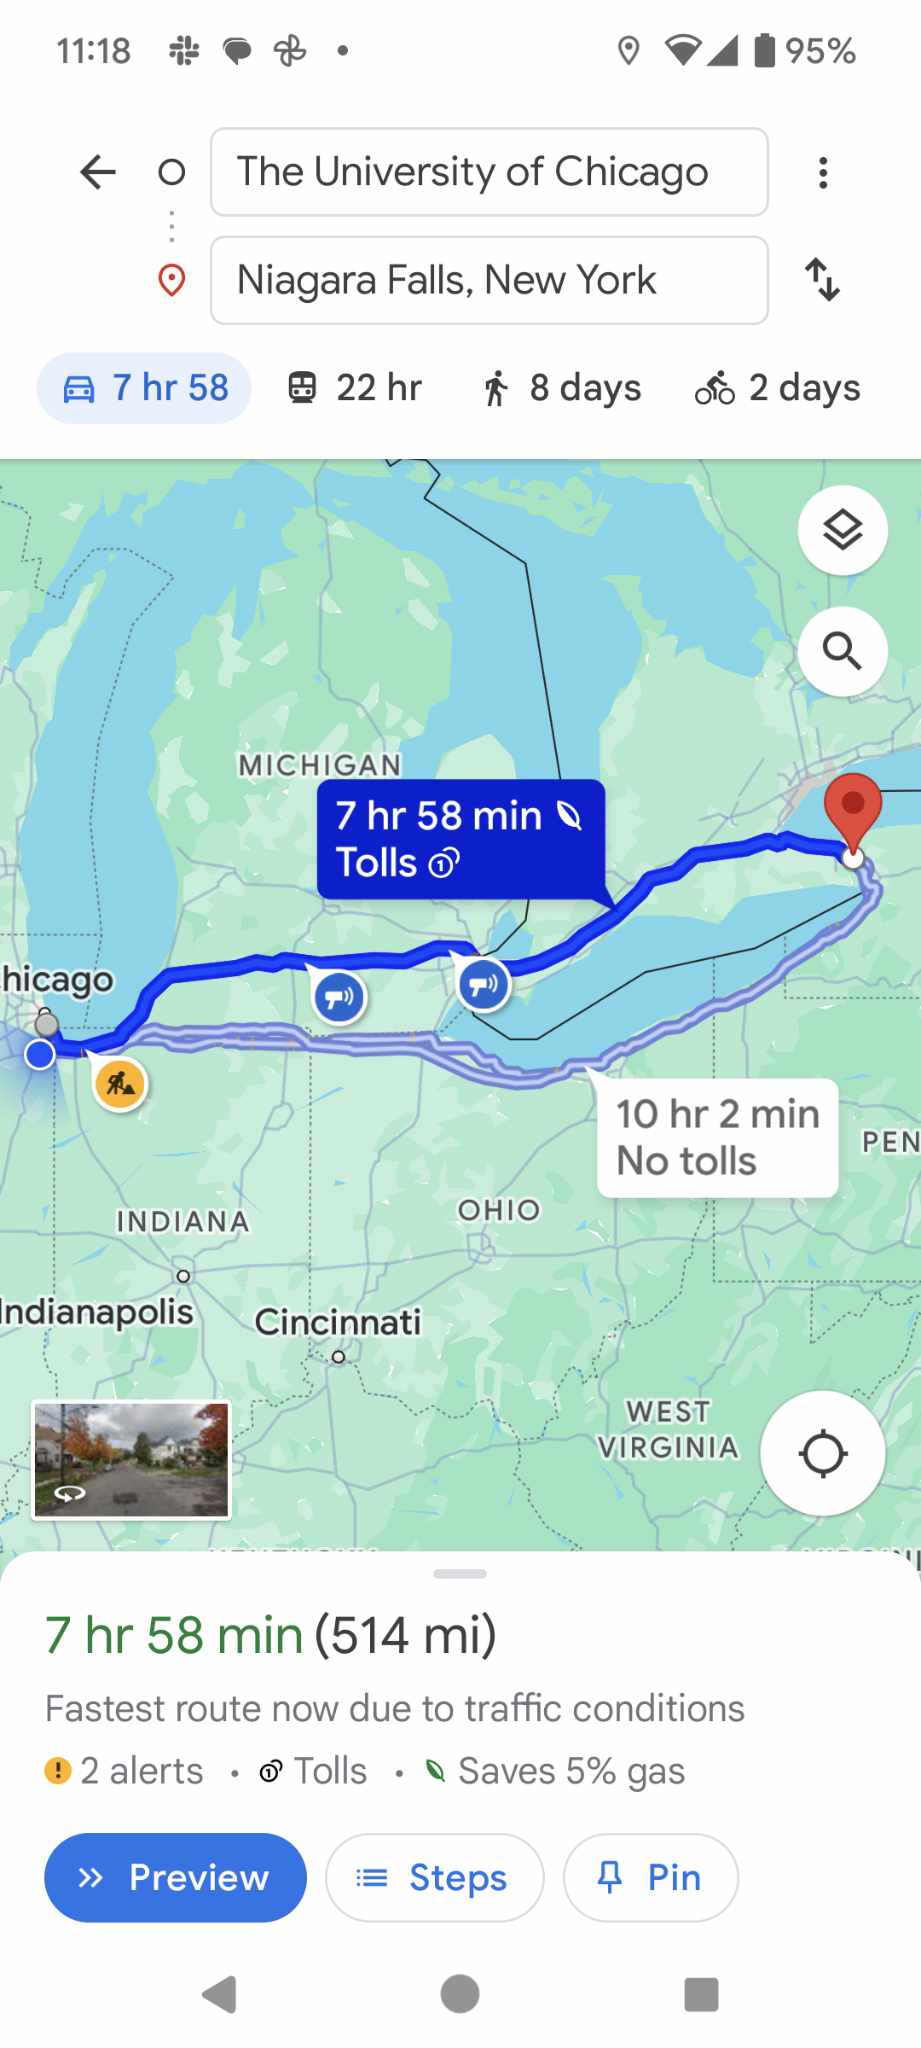 11:18
95%
The University of Chicago
Niagara Falls, New York
7 hr 58
22 hr
8 days
2 days
MICHIGAN
7 hr 58 min
Tolls
hicago
10 hr 2 min
No tolls
PEN
INDIANA
OHIO
Indianapolis
Cincinnati
WEST
VIRGINIA
7 hr 58 min (514 mi)
Fastest route now due to traffic conditions
2 alerts • Tolls • Saves 5% gas
Preview
Steps
Pin